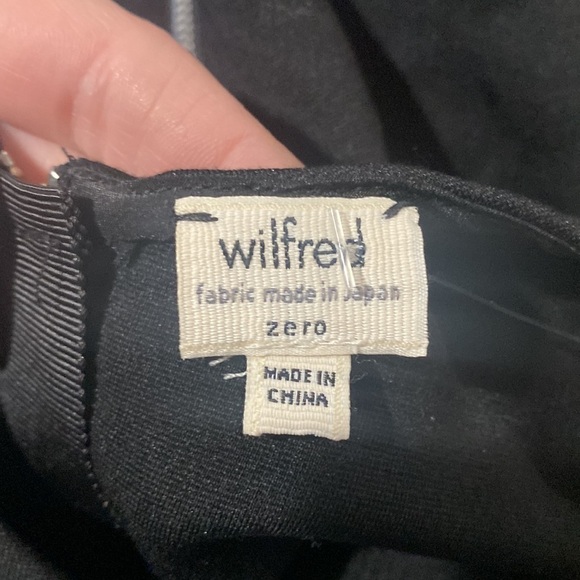 wilfred
fabric made in Japan
zero
MADE IN
CHINA